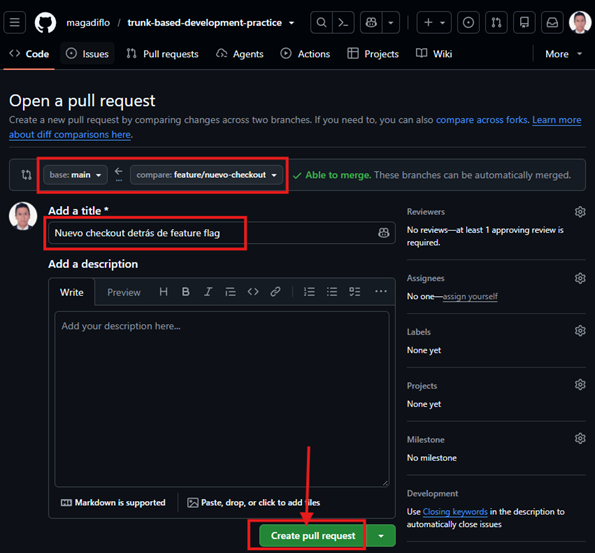 magadiflo / trunk-based-development-practice
Code Issues Pull requests Agents Actions Projects Wiki More
Open a pull request
Create a new pull request by comparing changes across two branches. If you need to, you can also compare across forks. Learn more
about diff comparisons here.
base: main compare: feature/nuevo-checkout Able to merge. These branches can be automatically merged.
Add a title *
Nuevo checkout detrás de feature flag
Add a description
Write Preview H B I
Add your description here...
Markdown is supported Paste, drop, or click to add files
Create pull request
Reviewers
No reviews—at least 1 approving review is
required.
Assignees
No one—assign yourself
Labels
None yet
Projects
None yet
Milestone
No milestone
Development
Use Closing keywords in the description to
automatically close issues